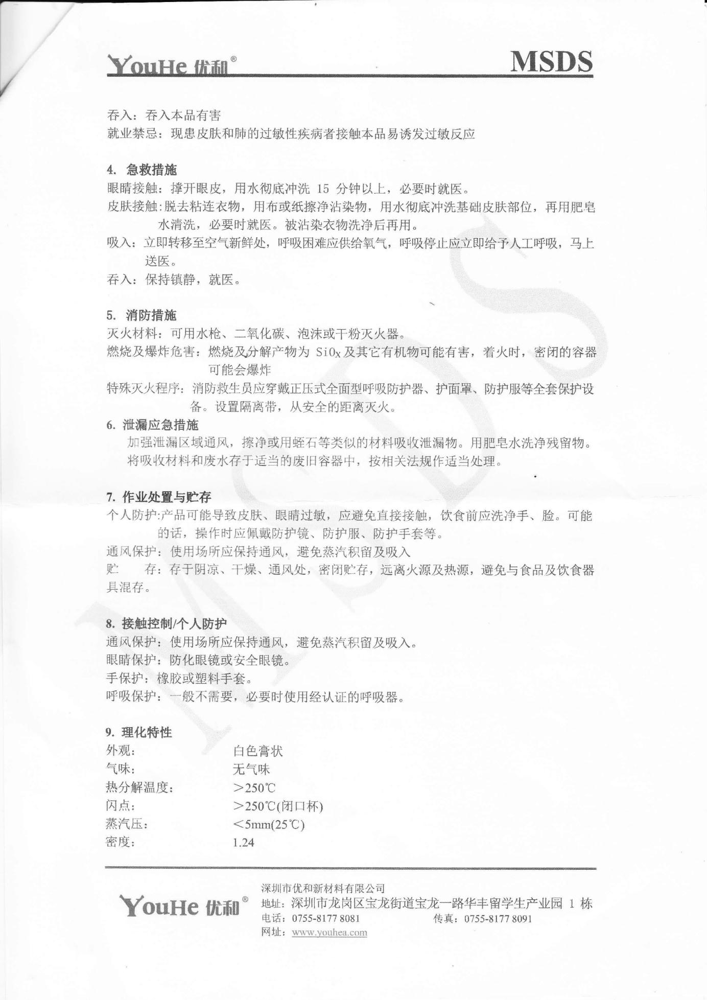 YouHe 优和®
MSDS
吞入：吞入本品有害
就业禁忌：现患皮肤和肺的过敏性疾病者接触本品易诱发过敏反应
4. 急救措施
眼睛接触：撑开眼皮，用水彻底冲洗 15 分钟以上，必要时就医。
皮肤接触:脱去粘连衣物，用布或纸擦净沾染物，用水彻底冲洗基础皮肤部位，再用肥皂
水清洗，必要时就医。被沾染衣物洗净后再用。
吸入：立即转移至空气新鲜处，呼吸困难应供给氧气，呼吸停止应立即给予人工呼吸，马上
送医。
吞入：保持镇静，就医。
5. 消防措施
灭火材料：可用水枪、二氧化碳、泡沫或干粉灭火器。
燃烧及爆炸危害：燃烧及分解产物为 SiOx及其它有机物可能有害，着火时，密闭的容器
可能会爆炸
特殊灭火程序：消防救生员应穿戴正压式全面型呼吸防护器、护面罩、防护服等全套保护设
备。设置隔离带，从安全的距离灭火。
6. 泄漏应急措施
加强泄漏区域通风，擦净或用蛭石等类似的材料吸收泄漏物。用肥皂水洗净残留物。
将吸收材料和废水存于适当的废旧容器中，按相关法规作适当处理。
7. 作业处置与贮存
个人防护:产品可能导致皮肤、眼睛过敏，应避免直接接触，饮食前应洗净手、脸。可能
的话，操作时应佩戴防护镜、防护服、防护手套等。
通风保护：使用场所应保持通风，避免蒸汽积留及吸入
贮 存：存于阴凉、干燥、通风处，密闭贮存，远离火源及热源，避免与食品及饮食器
具混存。
8. 接触控制/个人防护
通风保护：使用场所应保持通风，避免蒸汽积留及吸入。
眼睛保护：防化眼镜或安全眼镜。
手保护：橡胶或塑料手套。
呼吸保护：一般不需要，必要时使用经认证的呼吸器。
9. 理化特性
外观： 白色膏状
气味： 无气味
热分解温度： ＞250℃
闪点： ＞250℃(闭口杯)
蒸汽压： ＜5mm(25℃)
密度： 1.24
YouHe 优和®
深圳市优和新材料有限公司
地址：深圳市龙岗区宝龙街道宝龙一路华丰留学生产业园 1 栋
电话：0755-8177 8081 传真：0755-8177 8091
网址：www.youhea.com
MSDS